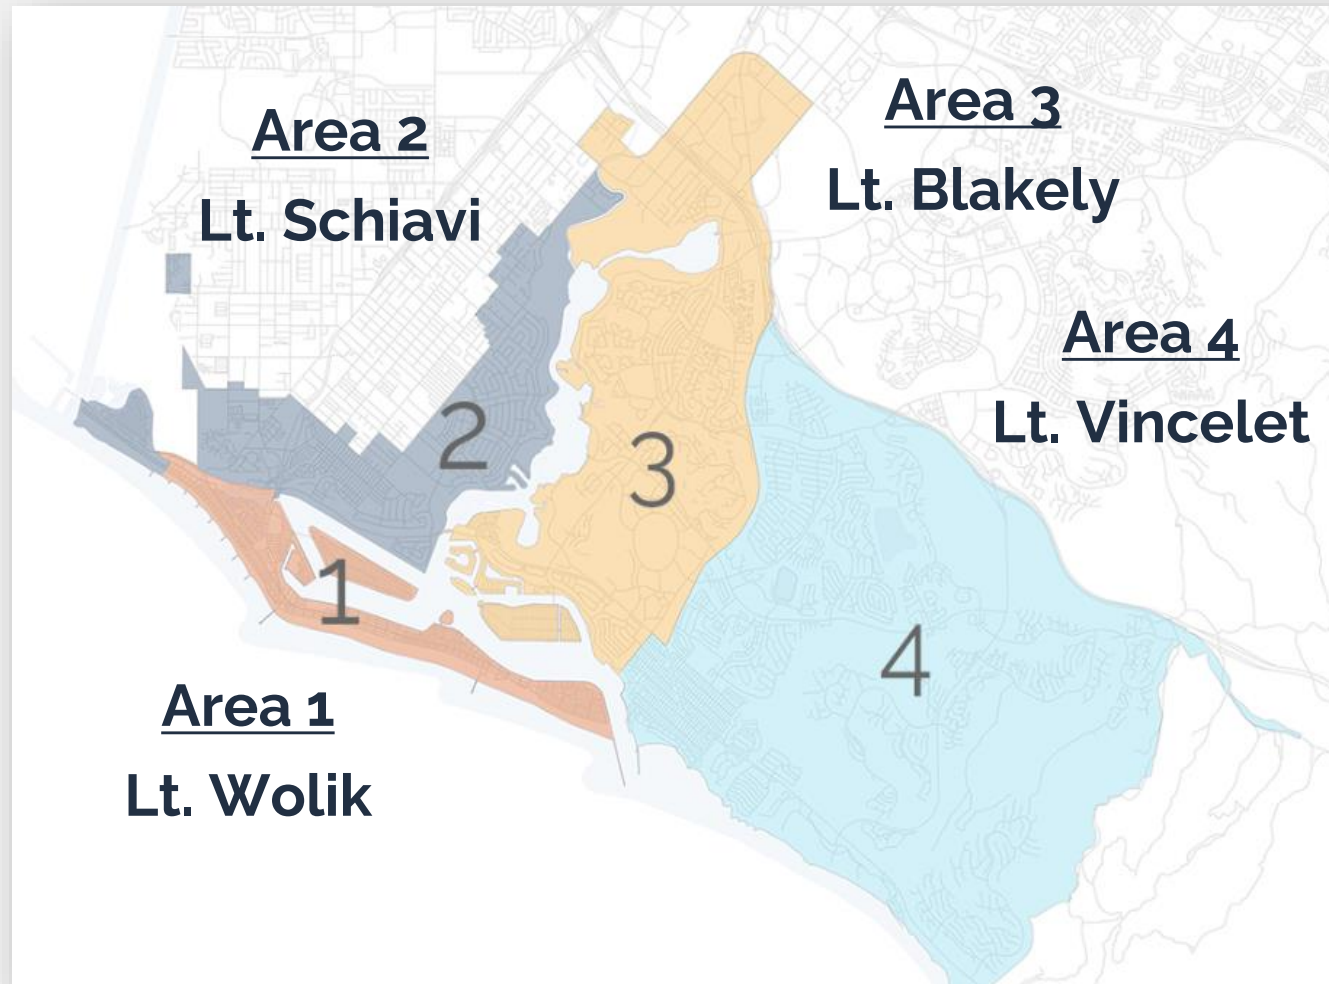 Area 2
Lt. Schiavi
Area 3
Lt. Blakely
Area 4
Lt. Vincelet
2
3
1
4
Area 1
Lt. Wolik